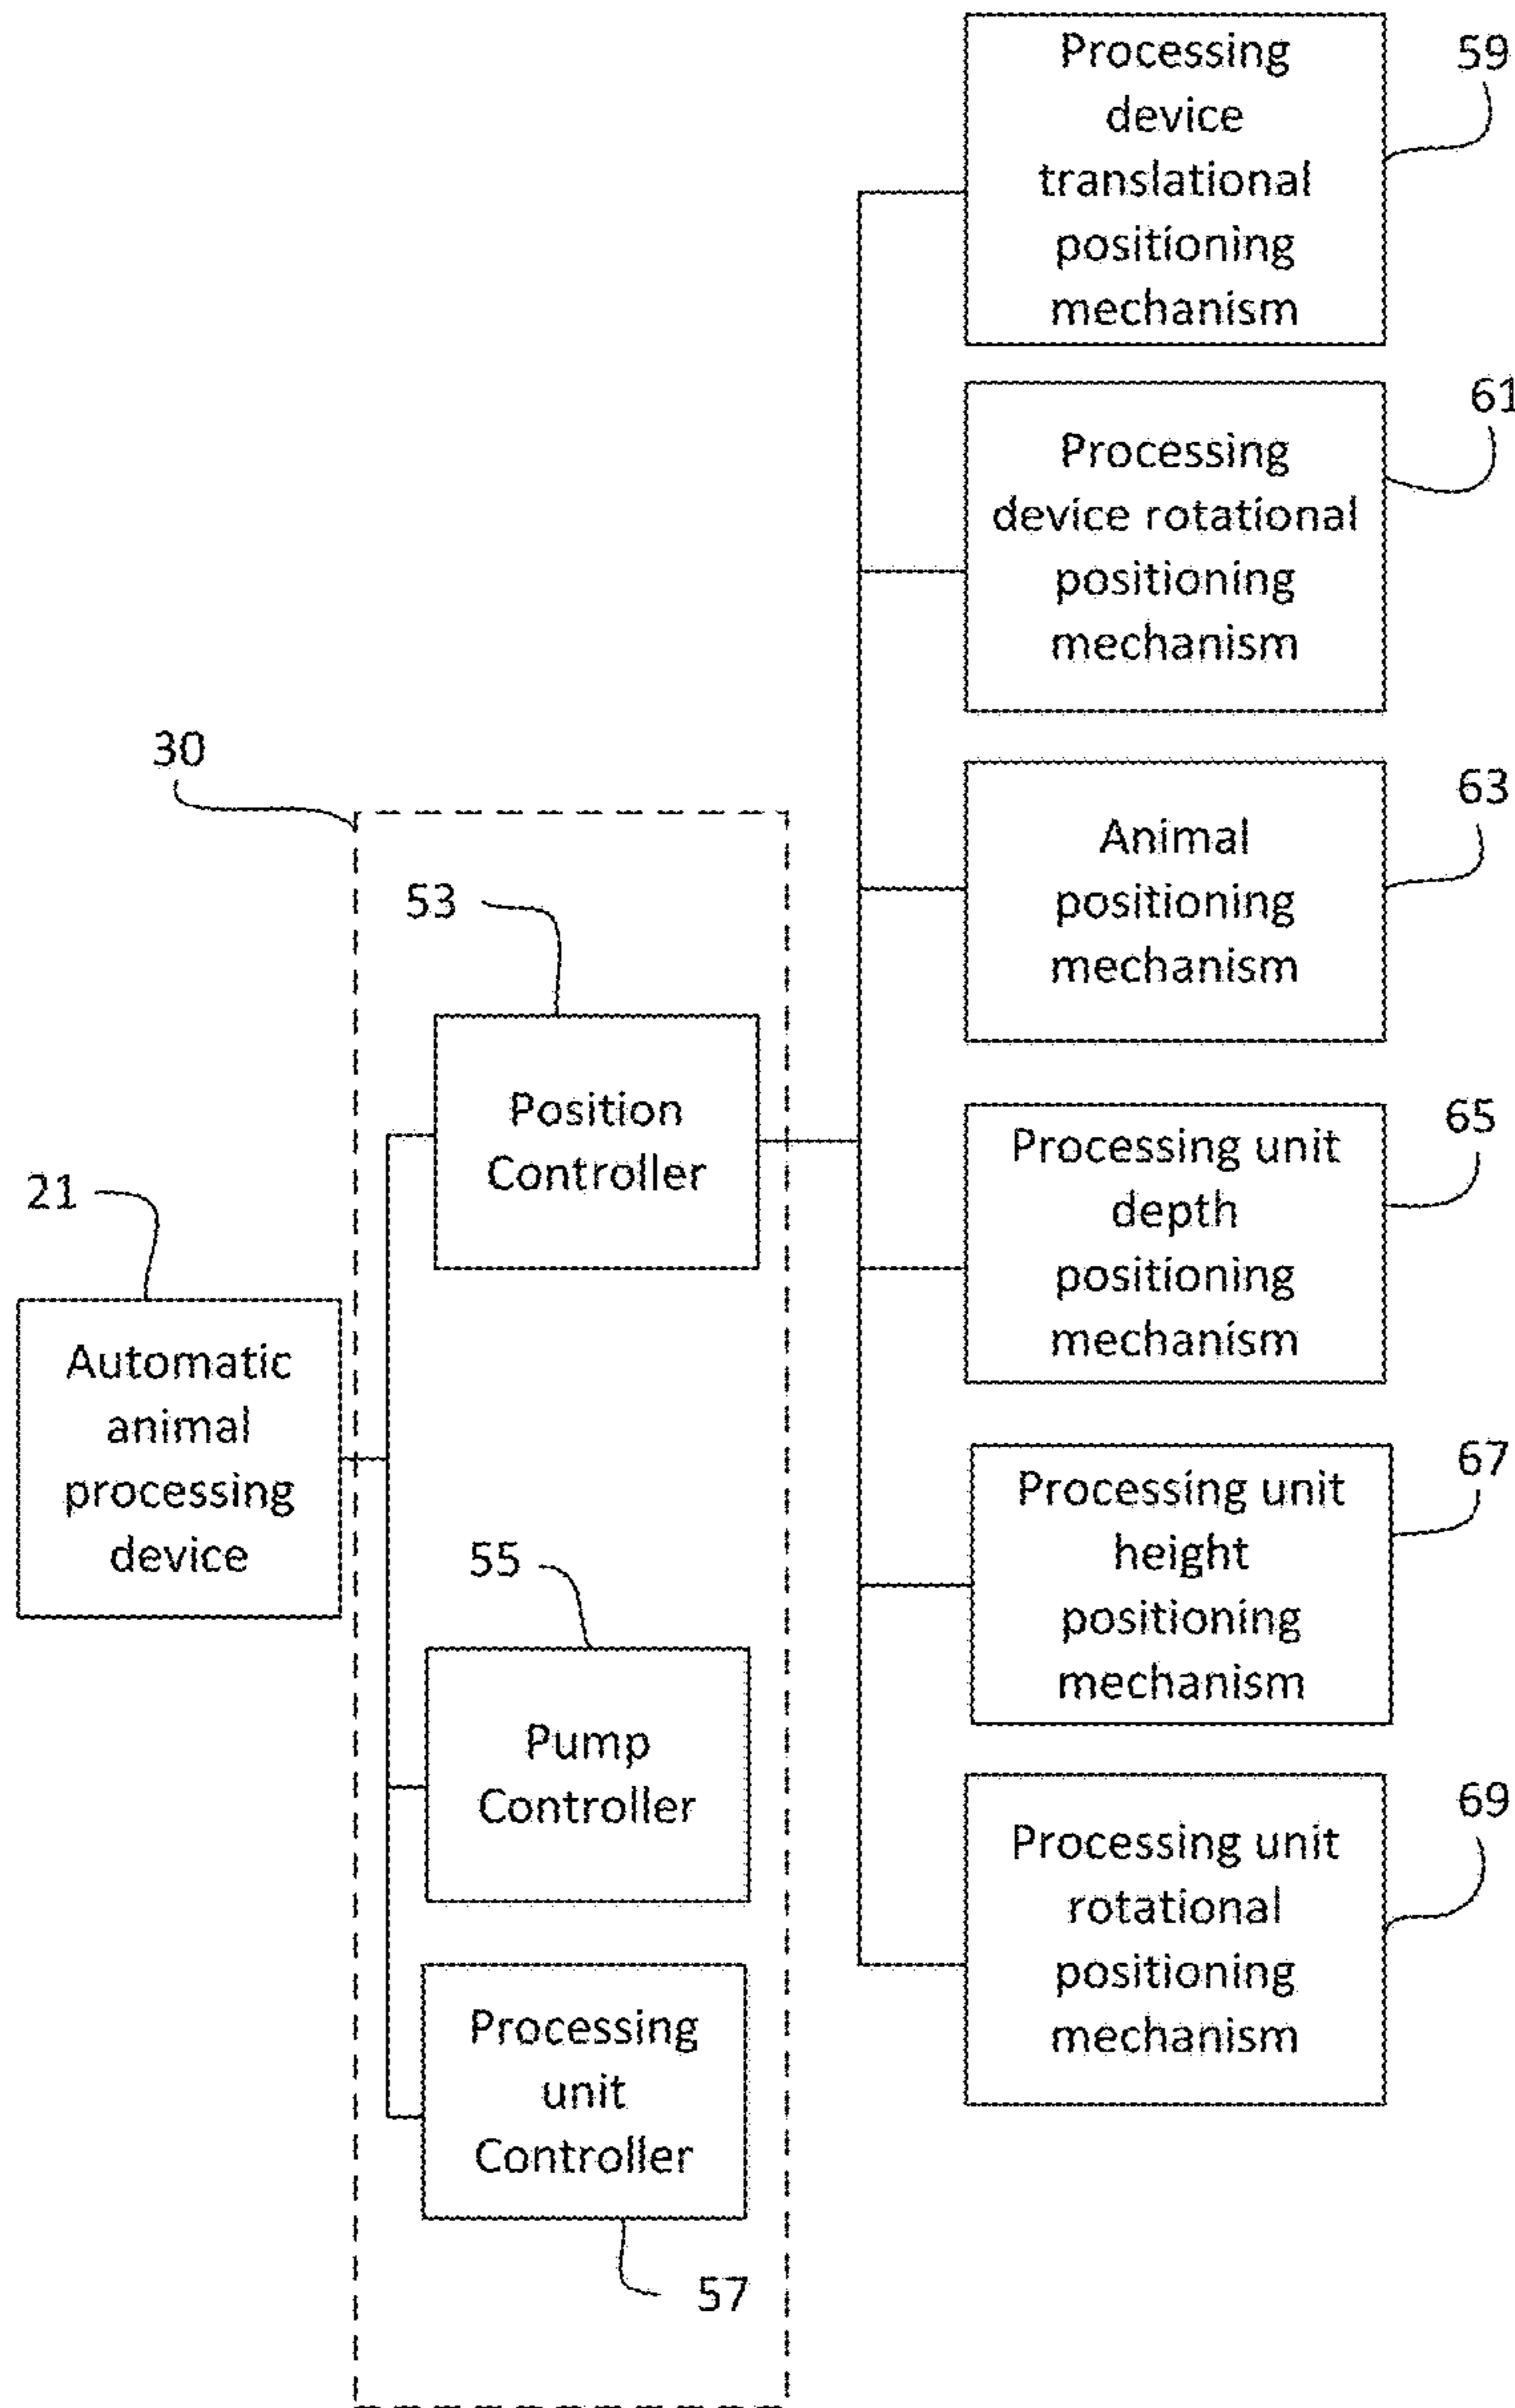 Processing
device
translational
positioning
mechanism
59
Processing
device rotational
positioning
mechanism
61
30
Animal
positioning
mechanism
63
53
Position
Controller
Processing unit
depth
positioning
mechanism
65
21
Automatic
animal
processing
device
Processing unit
height
positioning
mechanism
67
55
Pump
Controller
Processing unit
rotational
positioning
mechanism
69
Processing
unit
Controller
57